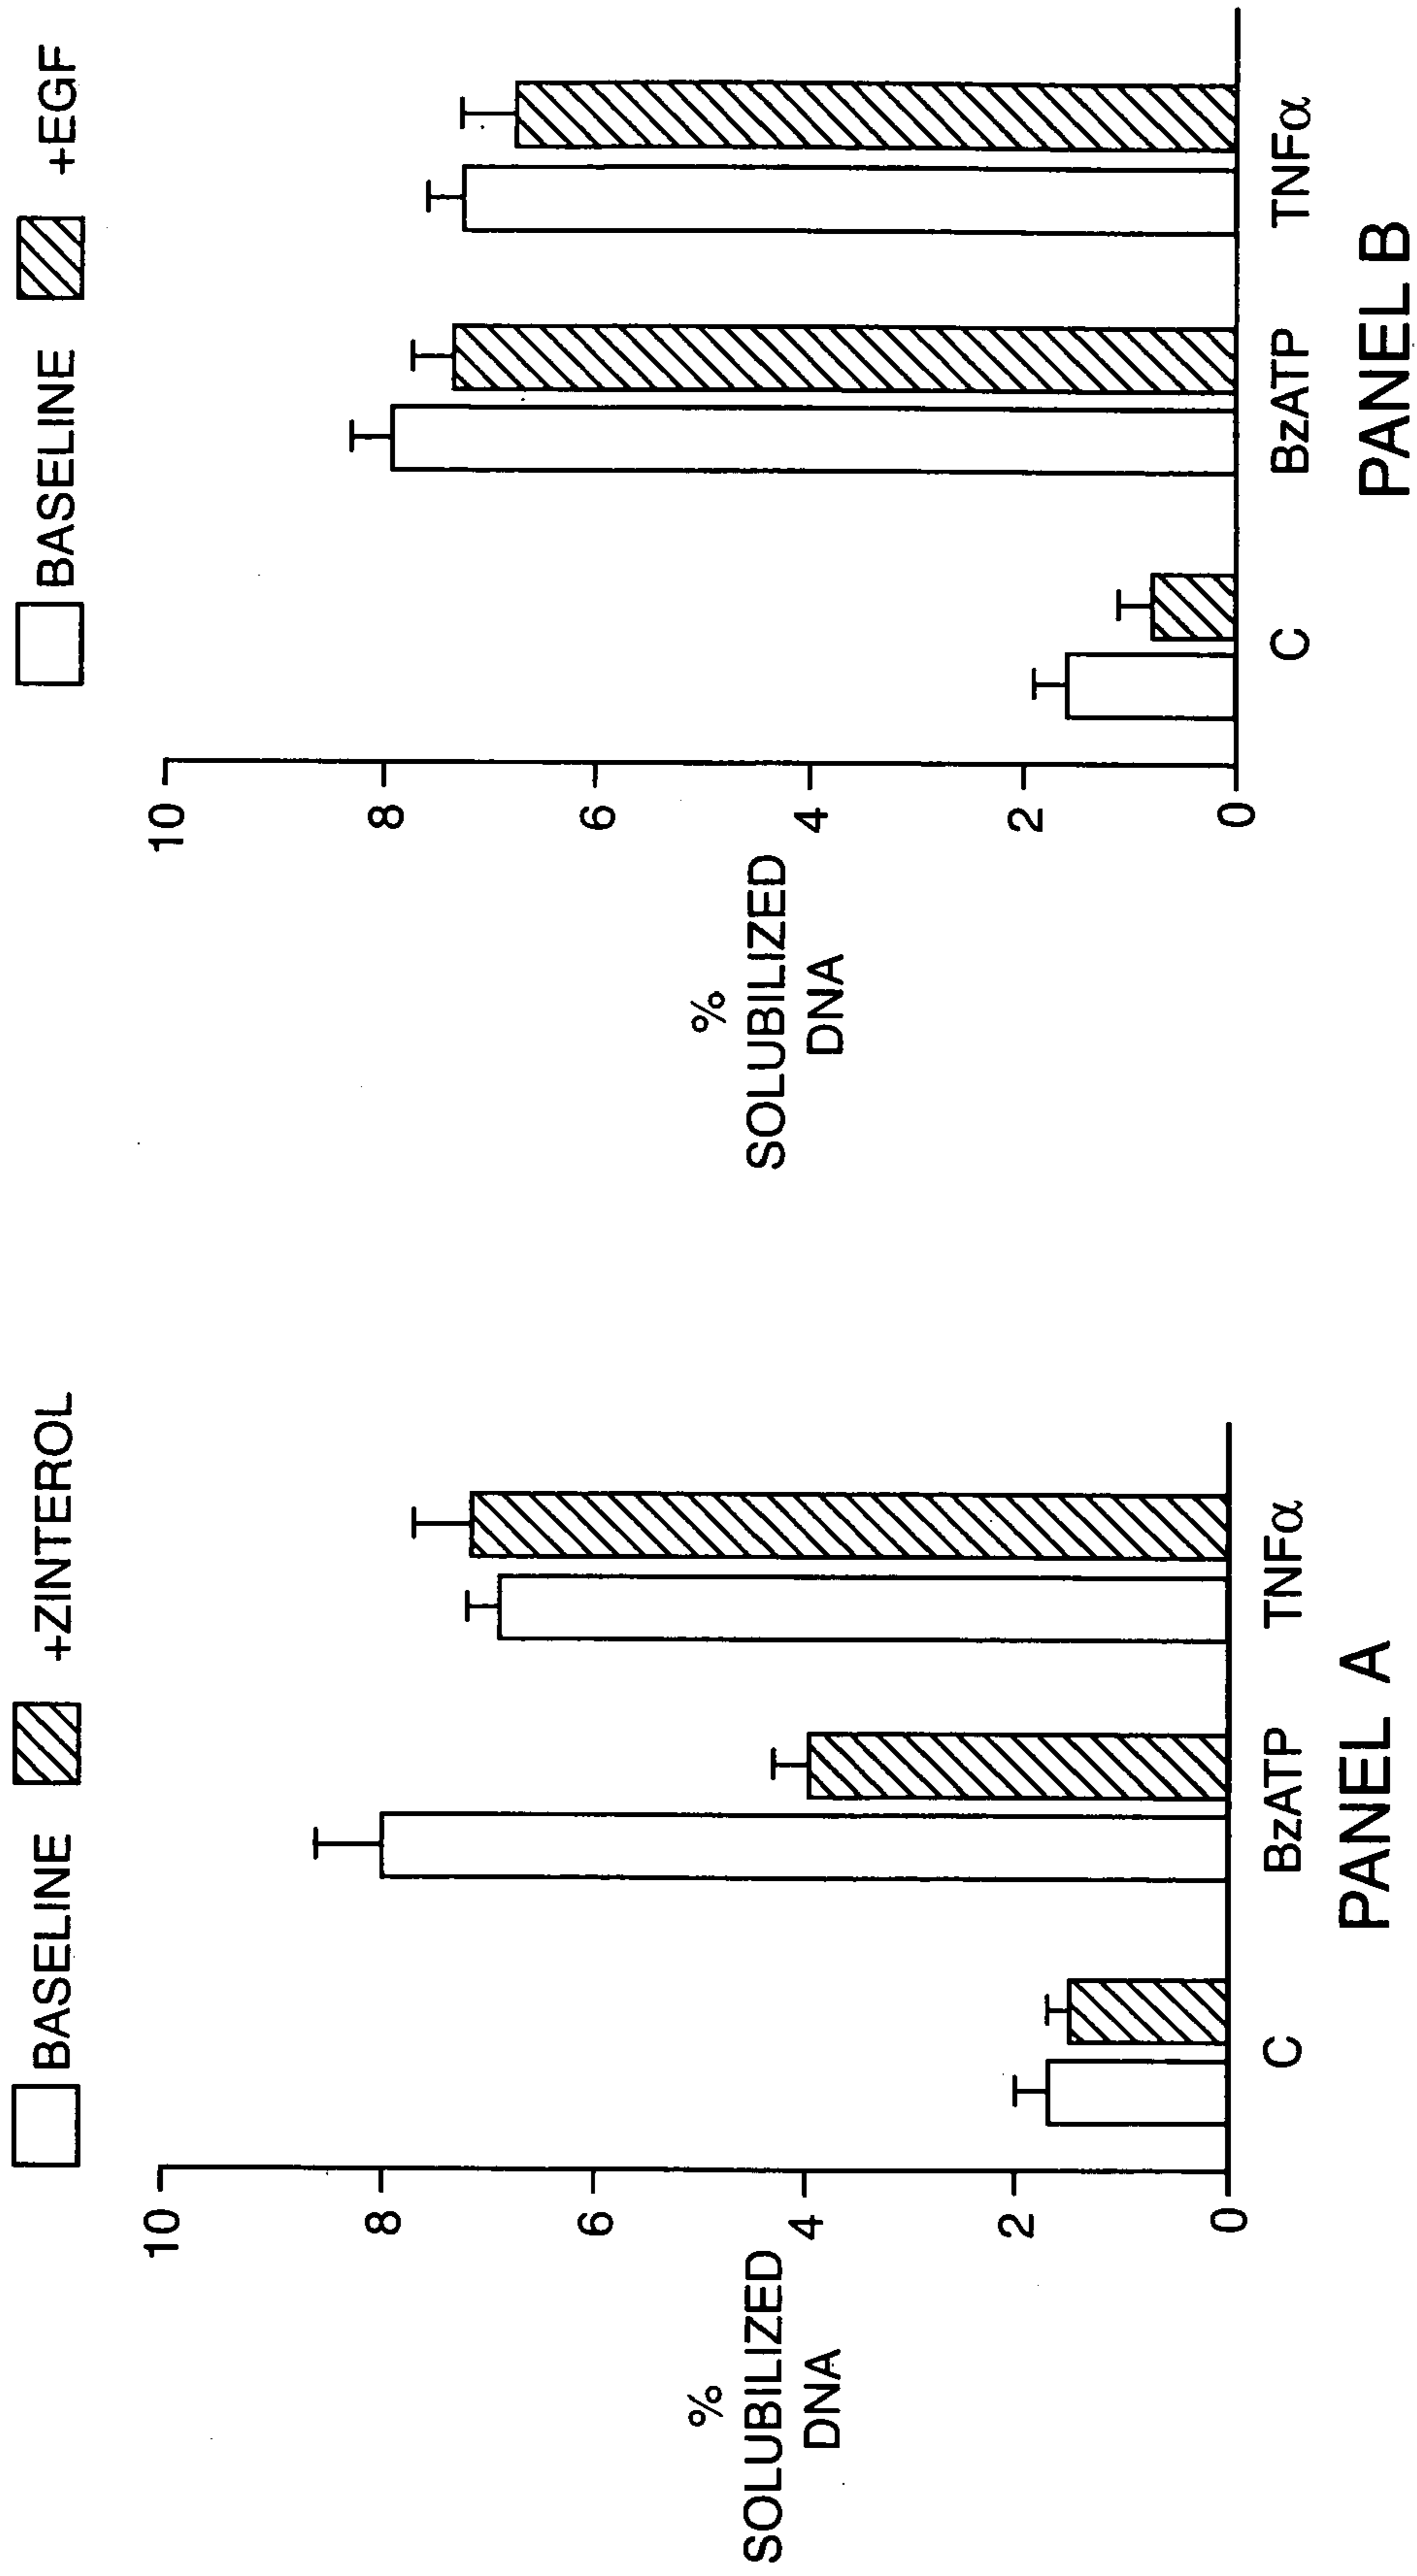 BASELINE +ZINTEROL
10
8
6
4
2
0
%
SOLUBILIZED
DNA
C BzATP TNFα
PANEL A
BASELINE +EGF
10
8
6
4
2
0
%
SOLUBILIZED
DNA
C BzATP TNFα
PANEL B